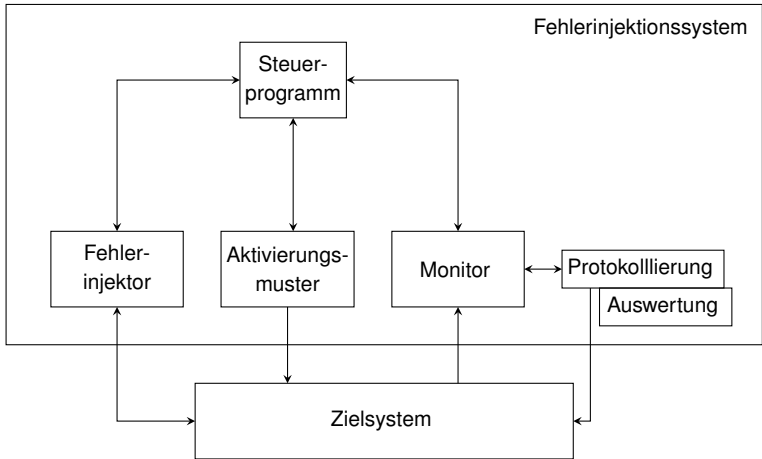 Fehlerinjektionssystem
Steuer-
programm
Fehler-
injektor
Aktivierungs-
muster
Monitor
Protokolllierung
Auswertung
Zielsystem